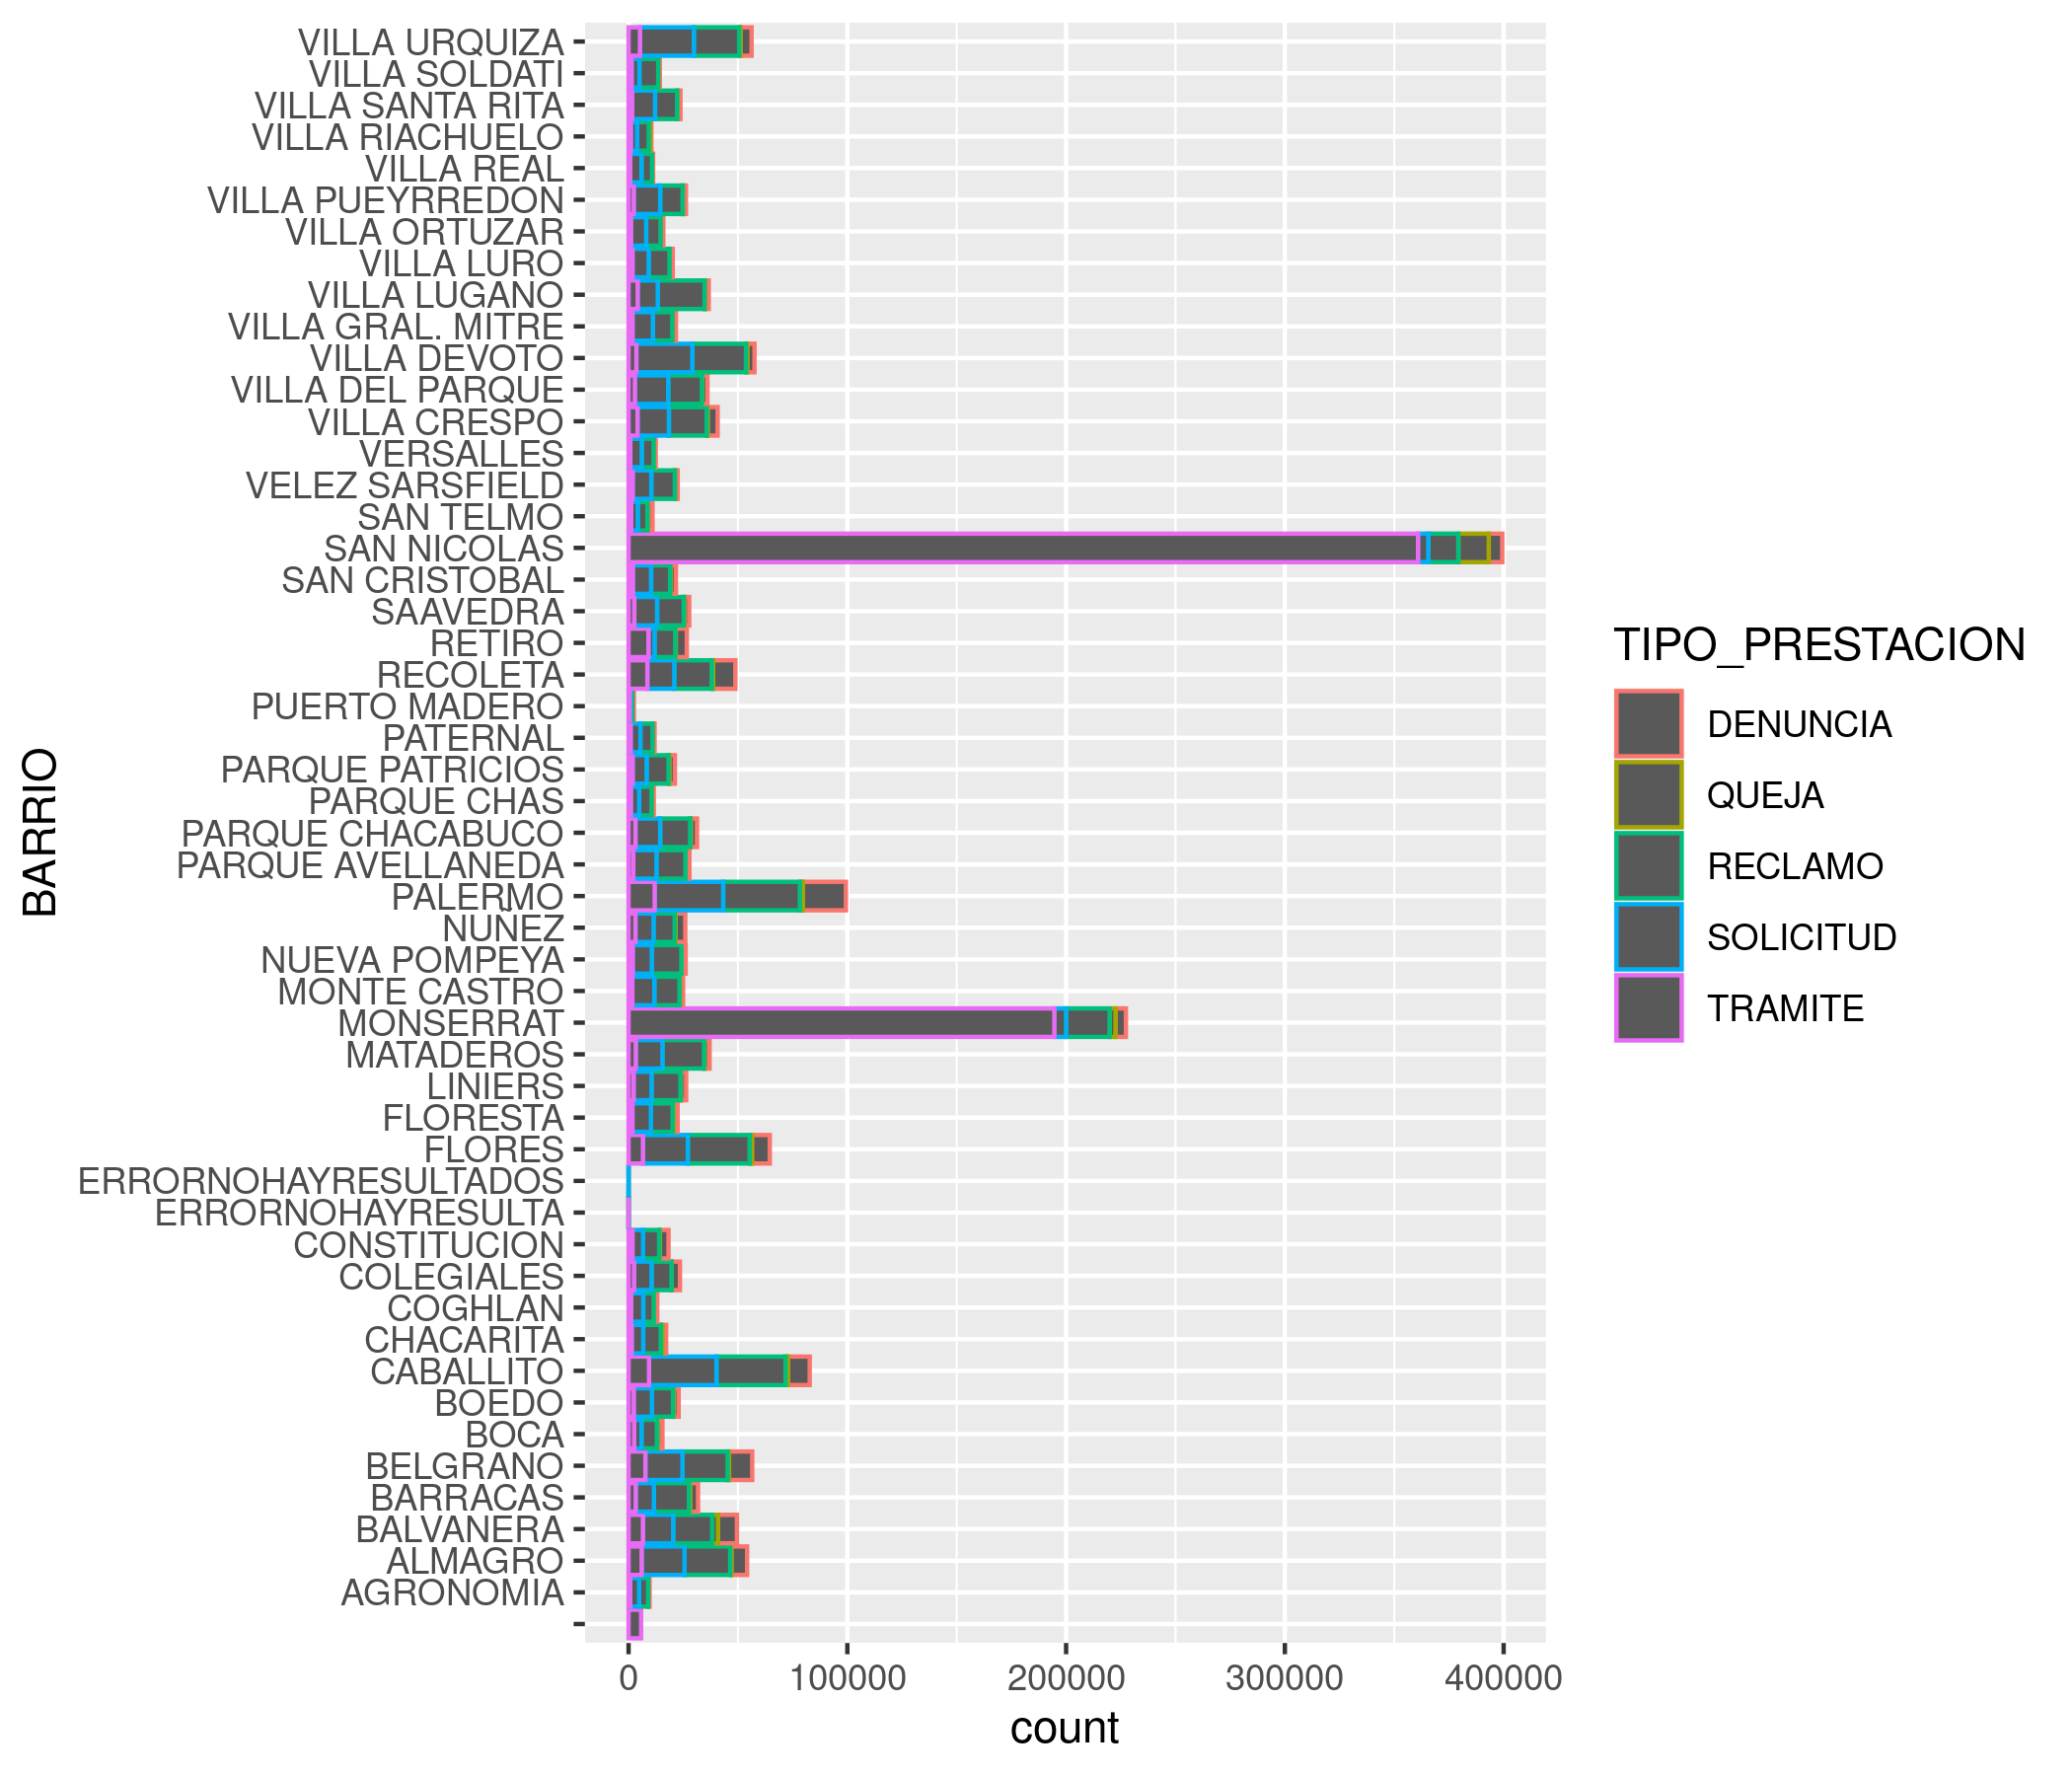 VILLA URQUIZA
VILLA SOLDATI
VILLA SANTA RITA
VILLA RIACHUELO
VILLA REAL
VILLA PUEYRREDON
VILLA ORTUZAR
VILLA LURO
VILLA LUGANO
VILLA GRAL. MITRE
VILLA DEVOTO
VILLA DEL PARQUE
VILLA CRESPO
VERSALLES
VELEZ SARSFIELD
SAN TELMO
SAN NICOLAS
SAN CRISTOBAL
SAAVEDRA
RETIRO
RECOLETA
PUERTO MADERO
PATERNAL
PARQUE PATRICIOS
PARQUE CHAS
PARQUE CHACABUCO
PARQUE AVELLANEDA
PALERMO
NUÑEZ
NUEVA POMPEYA
MONTE CASTRO
MONSERRAT
MATADEROS
LINIERS
FLORESTA
FLORES
ERRORNOHAYRESULTADOS
ERRORNOHAYRESULTA
CONSTITUCION
COLEGIALES
COGHLAN
CHACARITA
CABALLITO
BOEDO
BOCA
BELGRANO
BARRACAS
BALVANERA
ALMAGRO
AGRONOMIA
BARRIO
0 100000 200000 300000 400000
count
TIPO_PRESTACION
DENUNCIA
QUEJA
RECLAMO
SOLICITUD
TRAMITE